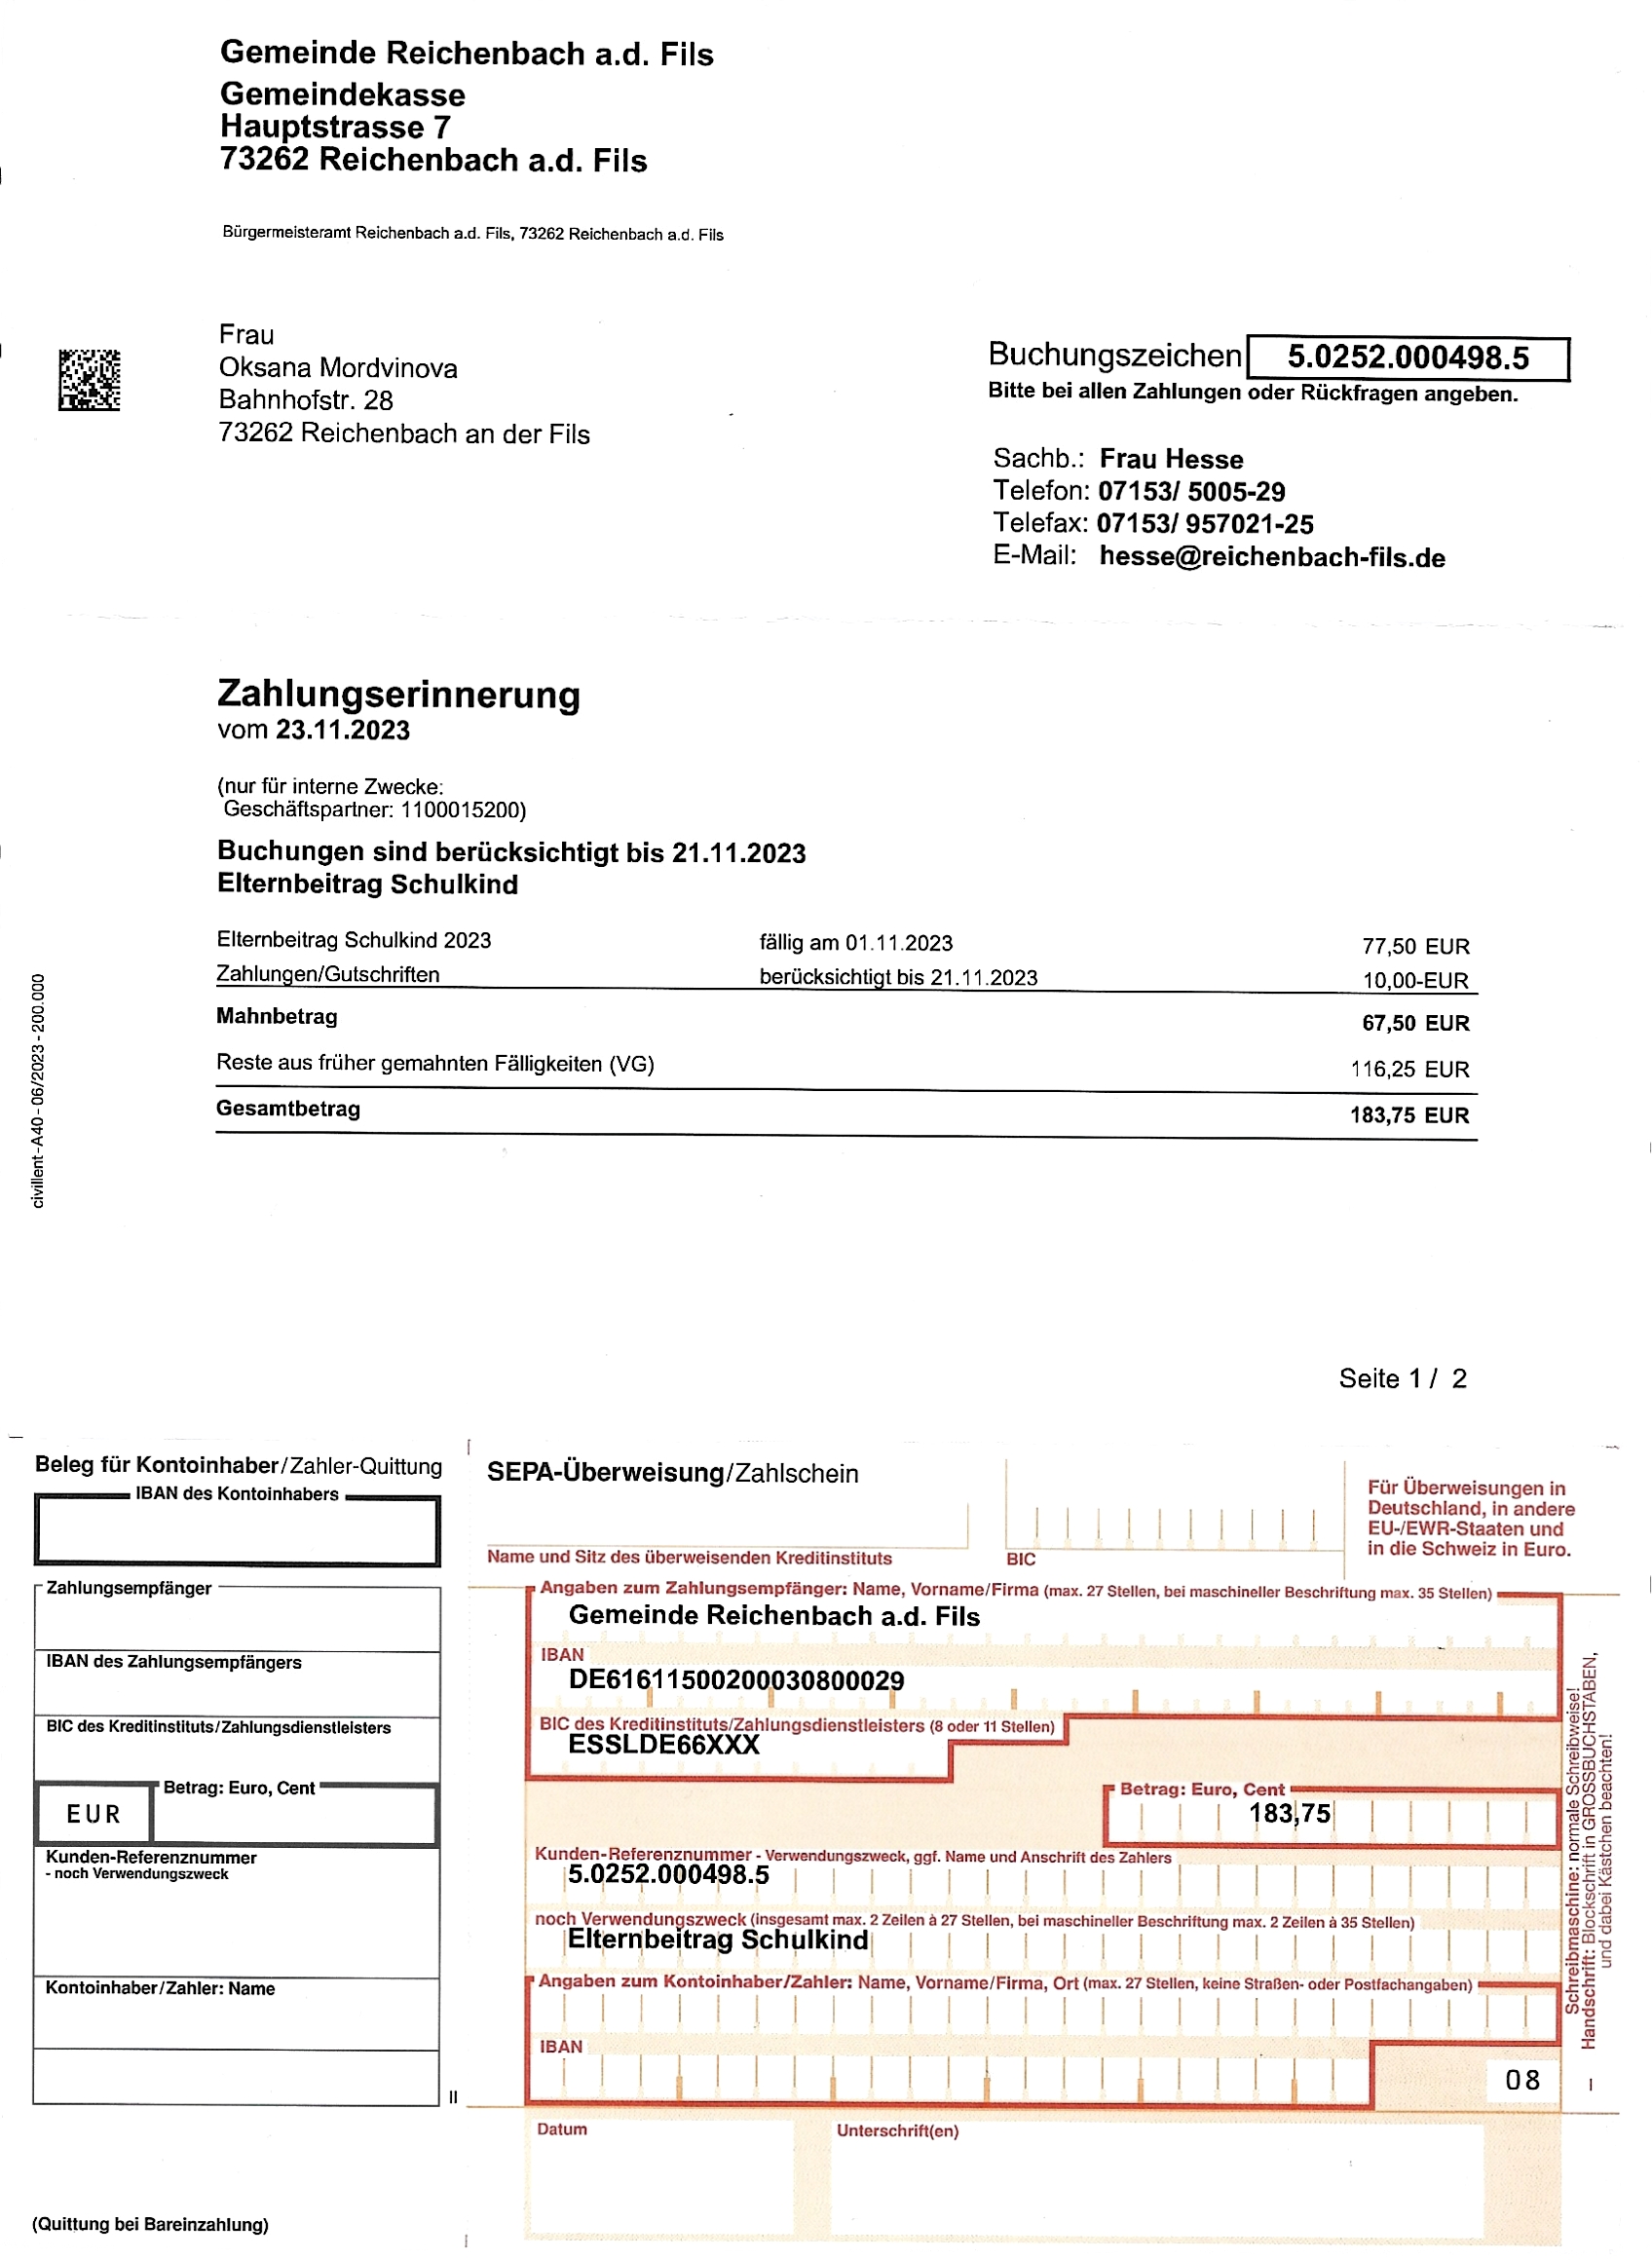 Gemeinde Reichenbach a.d. Fils
Gemeindekasse
Hauptstrasse 7
73262 Reichenbach a.d. Fils
Bürgermeisteramt Reichenbach a.d. Fils, 73262 Reichenbach a.d. Fils
Frau
Oksana Mordvinova
Bahnhofstr. 28
73262 Reichenbach an der Fils
Buchungszeichen 5.0252.000498.5
Bitte bei allen Zahlungen oder Rückfragen angeben.
Sachb.: Frau Hesse
Telefon: 07153/ 5005-29
Telefax: 07153/ 957021-25
E-Mail: hesse@reichenbach-fils.de
Zahlungserinnerung
vom 23.11.2023
(nur für interne Zwecke:
Geschäftspartner: 1100015200)
Buchungen sind berücksichtigt bis 21.11.2023
Elternbeitrag Schulkind
Elternbeitrag Schulkind 2023 fällig am 01.11.2023 77,50 EUR
Zahlungen/Gutschriften berücksichtigt bis 21.11.2023 10,00-EUR
Mahnbetrag 67,50 EUR
Reste aus früher gemahnten Fälligkeiten (VG) 116,25 EUR
Gesamtbetrag 183,75 EUR
civillent-A40-06/2023-200.000
Seite 1 / 2
Beleg für Kontoinhaber/Zahler-Quittung
IBAN des Kontoinhabers
Zahlungsempfänger
IBAN des Zahlungsempfängers
BIC des Kreditinstituts/Zahlungsdienstleisters
Betrag: Euro, Cent
EUR
Kunden-Referenznummer
- noch Verwendungszweck
Kontoinhaber/Zahler: Name
(Quittung bei Bareinzahlung)
II
SEPA-Überweisung/Zahlschein
Name und Sitz des überweisenden Kreditinstituts BIC
Für Überweisungen in
Deutschland, in andere
EU-/EWR-Staaten und
in die Schweiz in Euro.
Angaben zum Zahlungsempfänger: Name, Vorname/Firma (max. 27 Stellen, bei maschineller Beschriftung max. 35 Stellen)
Gemeinde Reichenbach a.d. Fils
IBAN
DE61611500200030800029
BIC des Kreditinstituts/Zahlungsdienstleisters (8 oder 11 Stellen)
ESSLDE66XXX
Betrag: Euro, Cent
183,75
Kunden-Referenznummer - Verwendungszweck, ggf. Name und Anschrift des Zahlers
5.0252.000498.5
noch Verwendungszweck (insgesamt max. 2 Zeilen à 27 Stellen, bei maschineller Beschriftung max. 2 Zeilen à 35 Stellen)
Elternbeitrag Schulkind
Angaben zum Kontoinhaber/Zahler: Name, Vorname/Firma, Ort (max. 27 Stellen, keine Straßen- oder Postfachangaben)
IBAN
08
I
Datum Unterschrift(en)
Schreibmaschine: normale Schreibweise!
Handschrift: Blockschrift in GROSSBUCHSTABEN,
und dabei Kästchen beachten!